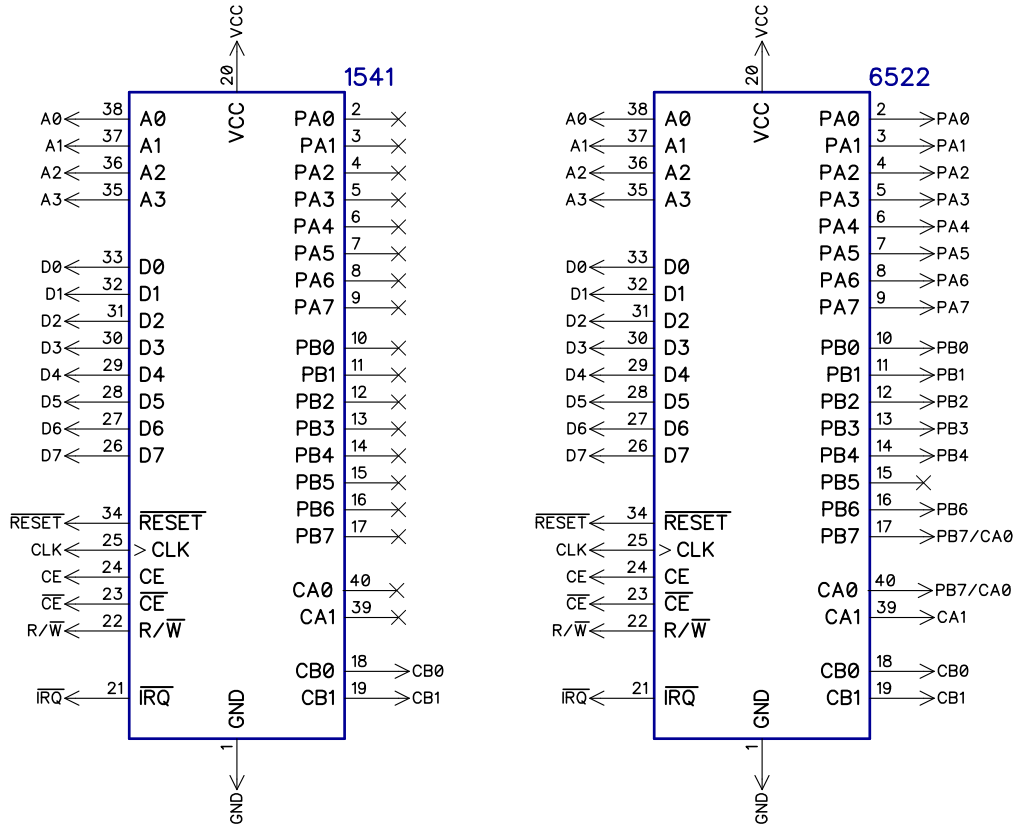 VCC
20
1541
A0 38 A0 VCC PA0 2
A1 37 A1 PA1 3
A2 36 A2 PA2 4
A3 35 A3 PA3 5
PA4 6
PA5 7
D0 33 D0 PA6 8
D1 32 D1 PA7 9
D2 31 D2
D3 30 D3 PB0 10
D4 29 D4 PB1 11
D5 28 D5 PB2 12
D6 27 D6 PB3 13
D7 26 D7 PB4 14
PB5 15
PB6 16
RESET 34 RESET PB7 17
CLK 25 >CLK
CE 24 CE CA0 40
CE 23 CE CA1 39
R/W 22 R/W
CB0 18 CB0
IRQ 21 IRQ CB1 19 CB1
GND
1
GND
VCC
20
6522
A0 38 A0 VCC PA0 2 PA0
A1 37 A1 PA1 3 PA1
A2 36 A2 PA2 4 PA2
A3 35 A3 PA3 5 PA3
PA4 6 PA4
PA5 7 PA5
D0 33 D0 PA6 8 PA6
D1 32 D1 PA7 9 PA7
D2 31 D2
D3 30 D3 PB0 10 PB0
D4 29 D4 PB1 11 PB1
D5 28 D5 PB2 12 PB2
D6 27 D6 PB3 13 PB3
D7 26 D7 PB4 14 PB4
PB5 15
PB6 16 PB6
RESET 34 RESET PB7 17 PB7/CA0
CLK 25 >CLK
CE 24 CE CA0 40 PB7/CA0
CE 23 CE CA1 39 CA1
R/W 22 R/W
CB0 18 CB0
IRQ 21 IRQ CB1 19 CB1
GND
1
GND